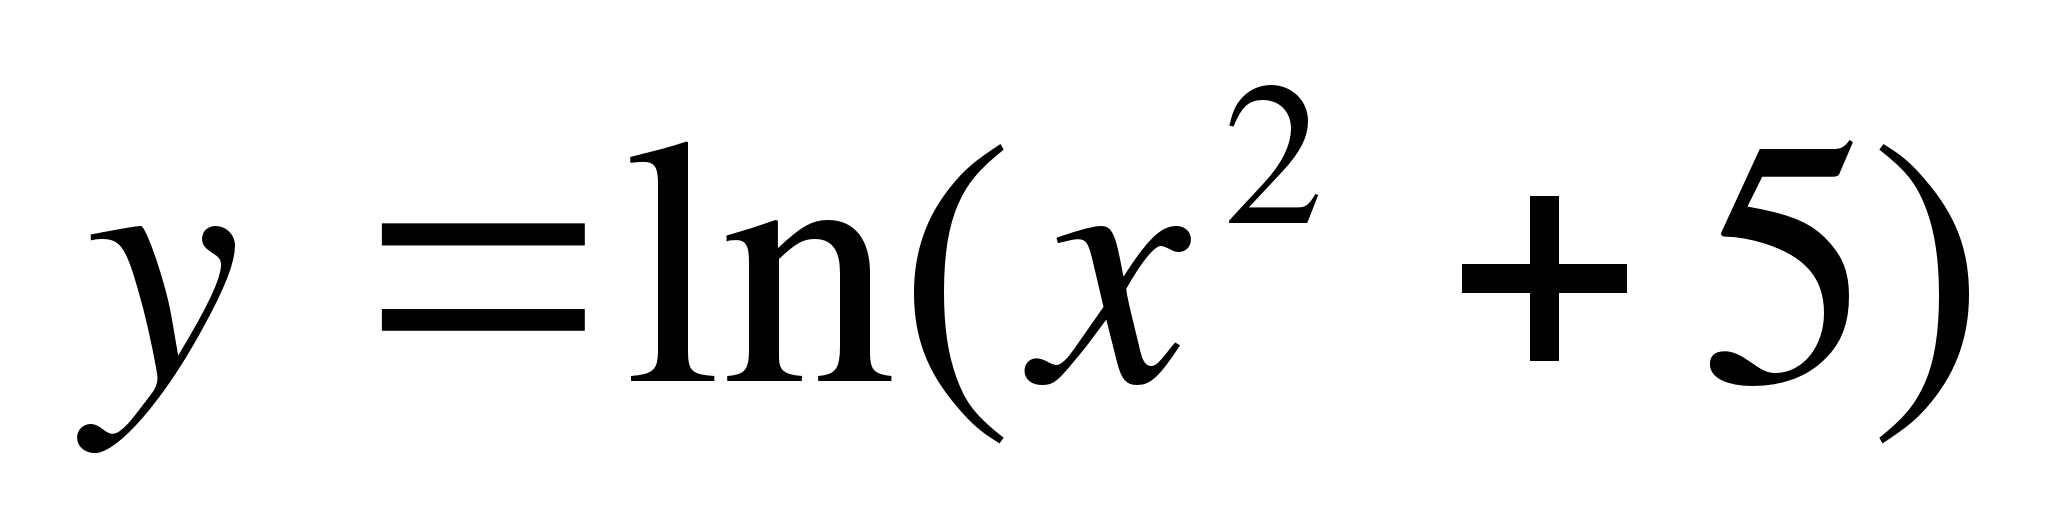 y = ln(x² + 5)